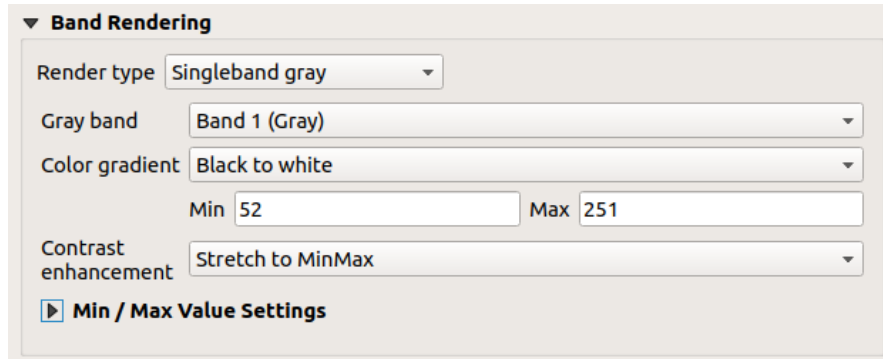 Band Rendering
Render type Singleband gray
Gray band Band 1 (Gray)
Color gradient Black to white
Min 52 Max 251
Contrast
enhancement Stretch to MinMax
Min / Max Value Settings